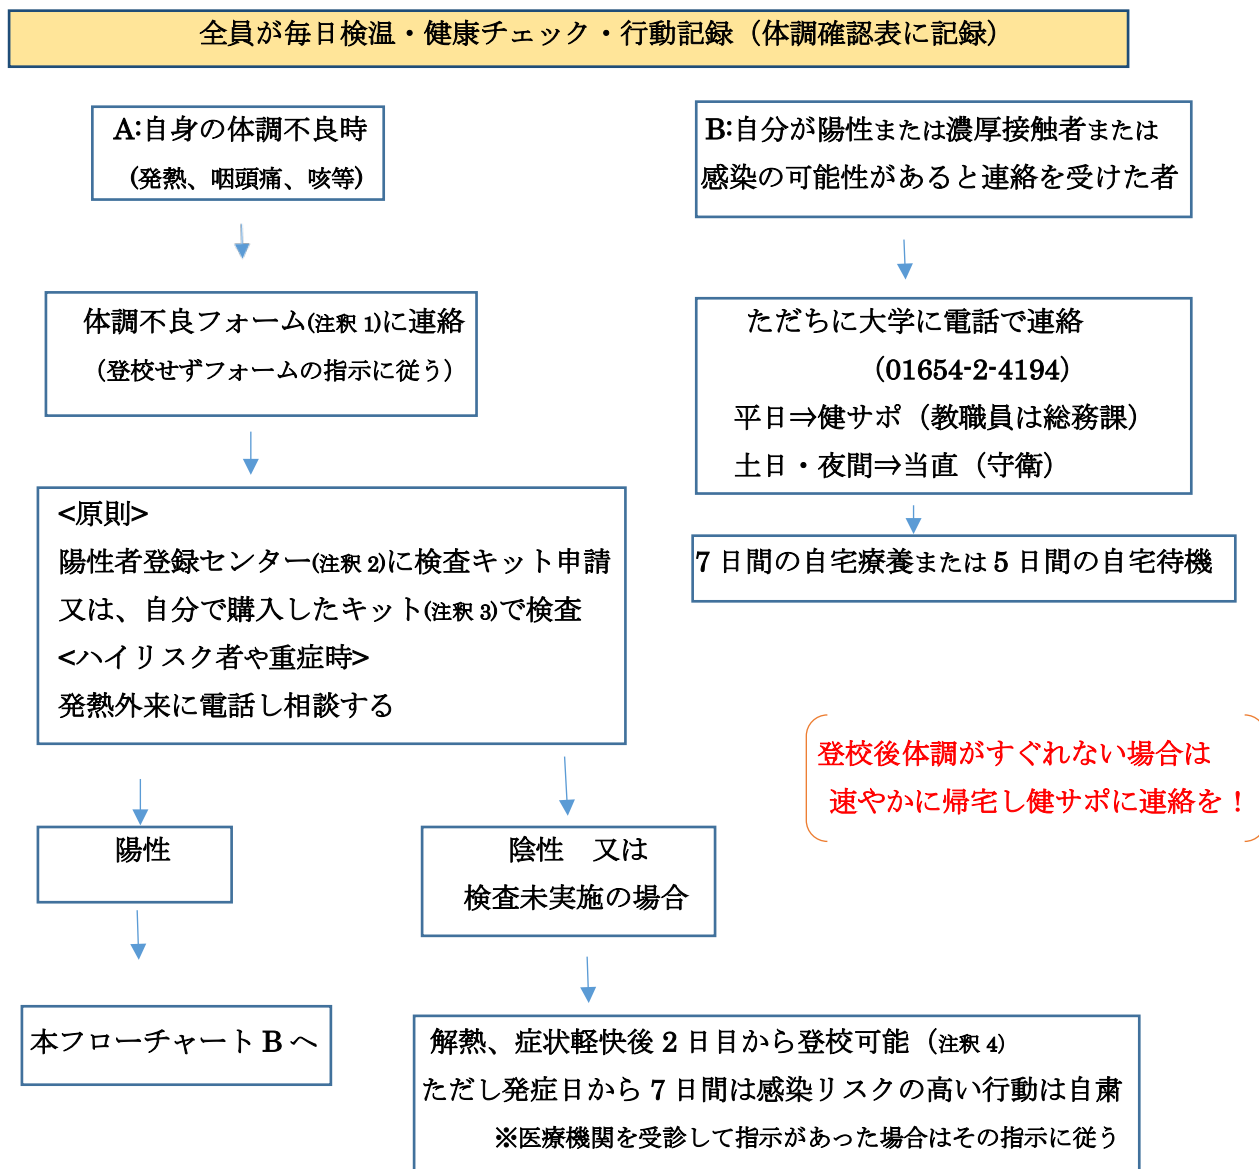 全員が毎日検温・健康チェック・行動記録（体調確認表に記録）
A:自身の体調不良時
（発熱、咽頭痛、咳等）
体調不良フォーム(注釈 1)に連絡
（登校せずフォームの指示に従う）
<原則>
陽性者登録センター(注釈 2)に検査キット申請
又は、自分で購入したキット(注釈 3)で検査
<ハイリスク者や重症時>
発熱外来に電話し相談する
陽性
本フローチャート B へ
陰性　又は
検査未実施の場合
解熱、症状軽快後 2 日目から登校可能（注釈 4）
ただし発症日から 7 日間は感染リスクの高い行動は自粛
※医療機関を受診して指示があった場合はその指示に従う
B:自分が陽性または濃厚接触者または
感染の可能性があると連絡を受けた者
ただちに大学に電話で連絡
（01654-2-4194）
平日⇒健サポ（教職員は総務課）
土日・夜間⇒当直（守衛）
7 日間の自宅療養または 5 日間の自宅待機
登校後体調がすぐれない場合は
速やかに帰宅し健サポに連絡を！